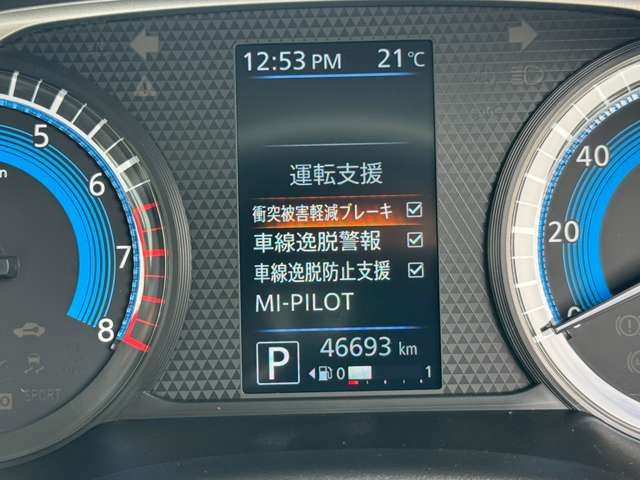 12:53 PM 21℃
運転支援
衝突被害軽減ブレーキ
車線逸脱警報
車線逸脱防止支援
MI-PILOT
P 46693 km
0 1
5
6
7
8
SPORT
40
20
0